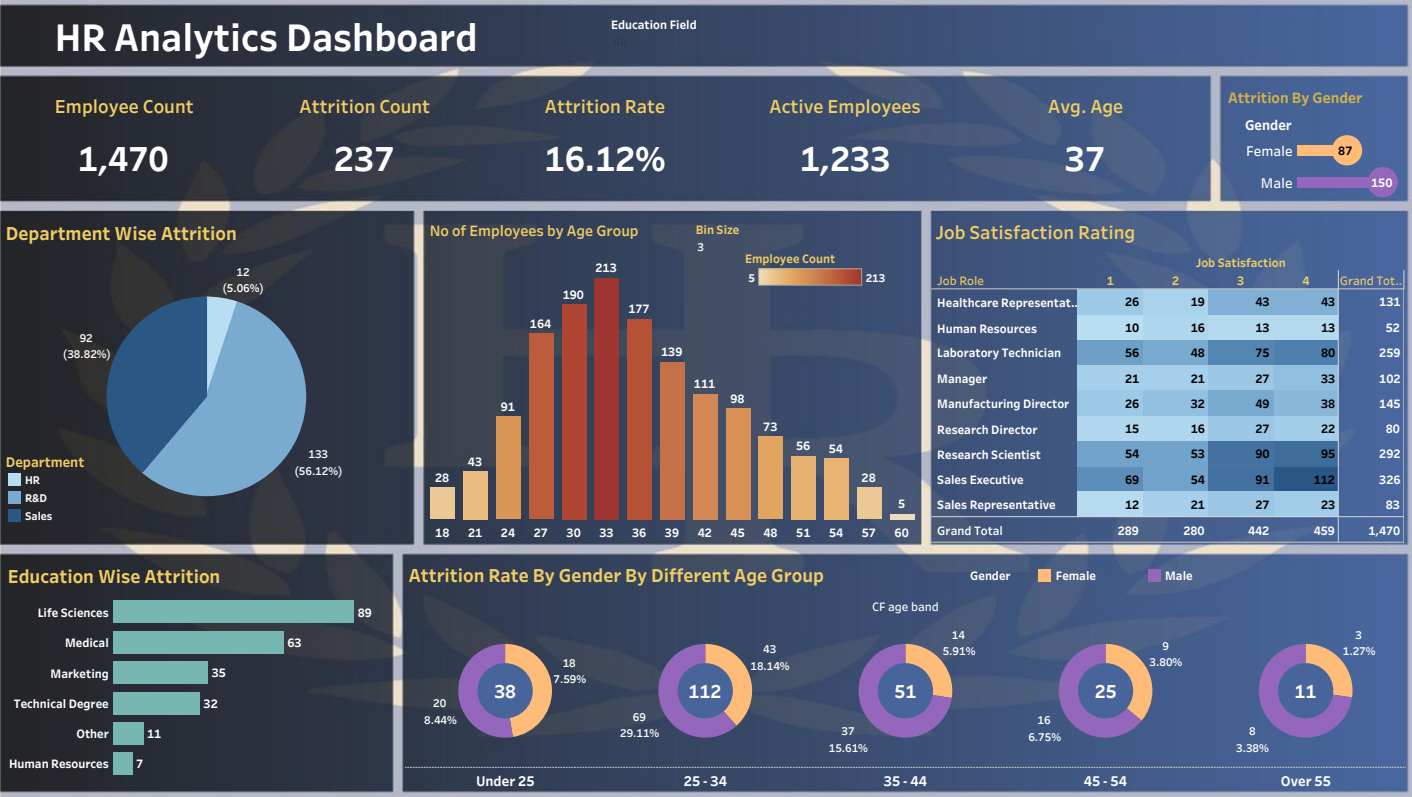 HR Analytics Dashboard
Education Field
Employee Count
Attrition Count
Attrition Rate
Active Employees
Avg. Age
1,470
237
16.12%
1,233
37
Attrition By Gender
Gender
Female 87
Male 150
Department Wise Attrition
12
(5.06%)
92
(38.82%)
133
(56.12%)
Department
HR
R&D
Sales
No of Employees by Age Group
Bin Size
3
Employee Count
5 213
28 43 91 164 190 213 177 139 111 98 73 56 54 28 5
18 21 24 27 30 33 36 39 42 45 48 51 54 57 60
Job Satisfaction Rating
Job Satisfaction
Job Role 1 2 3 4 Grand Tot..
Healthcare Representat.. 26 19 43 43 131
Human Resources 10 16 13 13 52
Laboratory Technician 56 48 75 80 259
Manager 21 21 27 33 102
Manufacturing Director 26 32 49 38 145
Research Director 15 16 27 22 80
Research Scientist 54 53 90 95 292
Sales Executive 69 54 91 112 326
Sales Representative 12 21 27 23 83
Grand Total 289 280 442 459 1,470
Education Wise Attrition
Life Sciences 89
Medical 63
Marketing 35
Technical Degree 32
Other 11
Human Resources 7
Attrition Rate By Gender By Different Age Group
Gender Female Male
CF age band
38
18
7.59%
20
8.44%
Under 25
112
43
18.14%
69
29.11%
25 - 34
51
14
5.91%
37
15.61%
35 - 44
25
9
3.80%
16
6.75%
45 - 54
11
3
1.27%
8
3.38%
Over 55